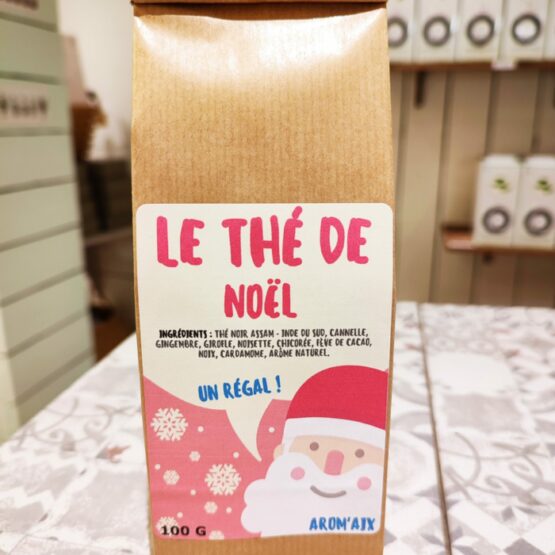 LE THÉ DE
NOËL
INGRÉDIENTS : THÉ NOIR ASSAM - INDE DU SUD, CANNELLE,
GINGEMBRE, GIROFLE, NOISETTE, CHICORÉE, FÈVE DE CACAO,
NOIX, CARDAMOME, ARÔME NATUREL.
UN RÉGAL !
100 G
AROM'AIX